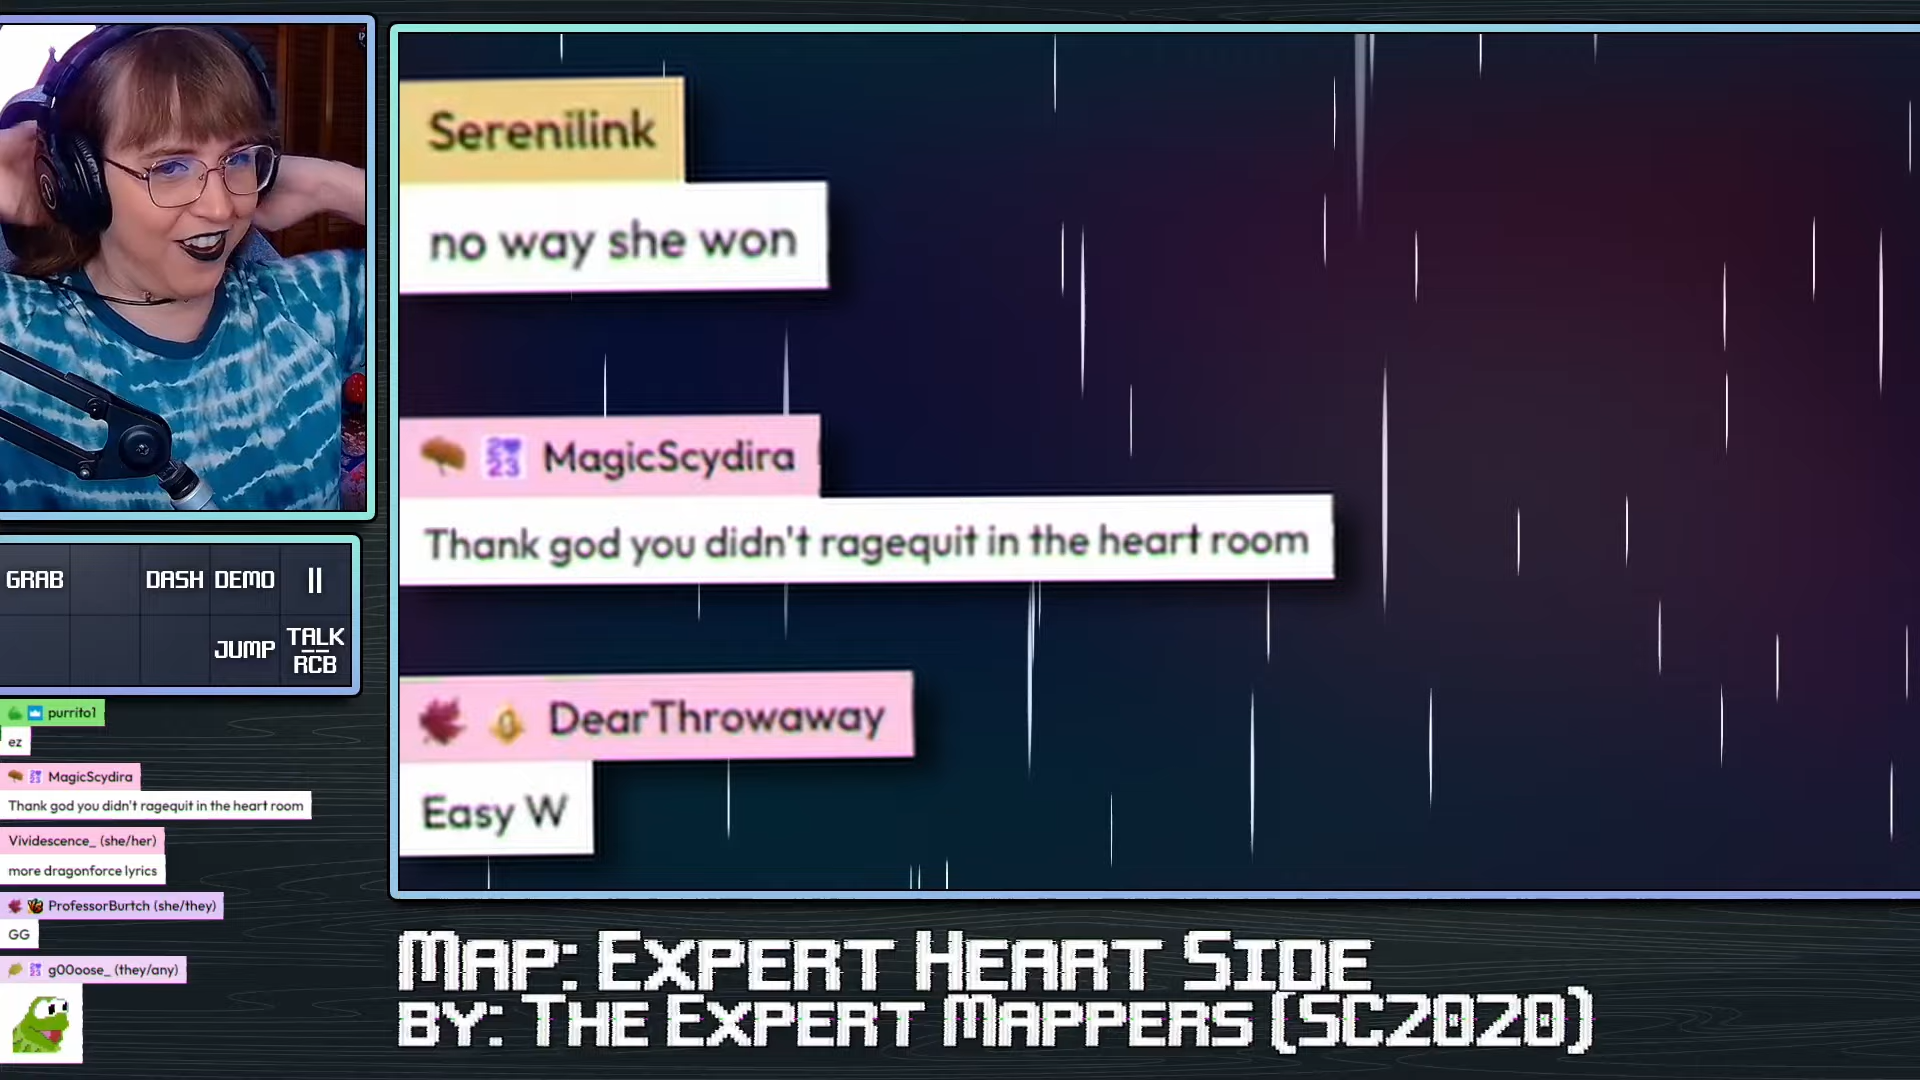 Serenilink
no way she won
MagicScydira
Thank god you didn't ragequit in the heart room
DearThrowaway
Easy W
GRAB
DASH
DEMO
JUMP
TALK
RCB
purrito1
ez
MagicScydira
Thank god you didn't ragequit in the heart room
Vividescence_ (she/her)
more dragonforce lyrics
ProfessorBurtch (she/they)
GG
g00oose_ (they/any)
Map: Expert Heart Side
by: The Expert Mappers (SC2020)